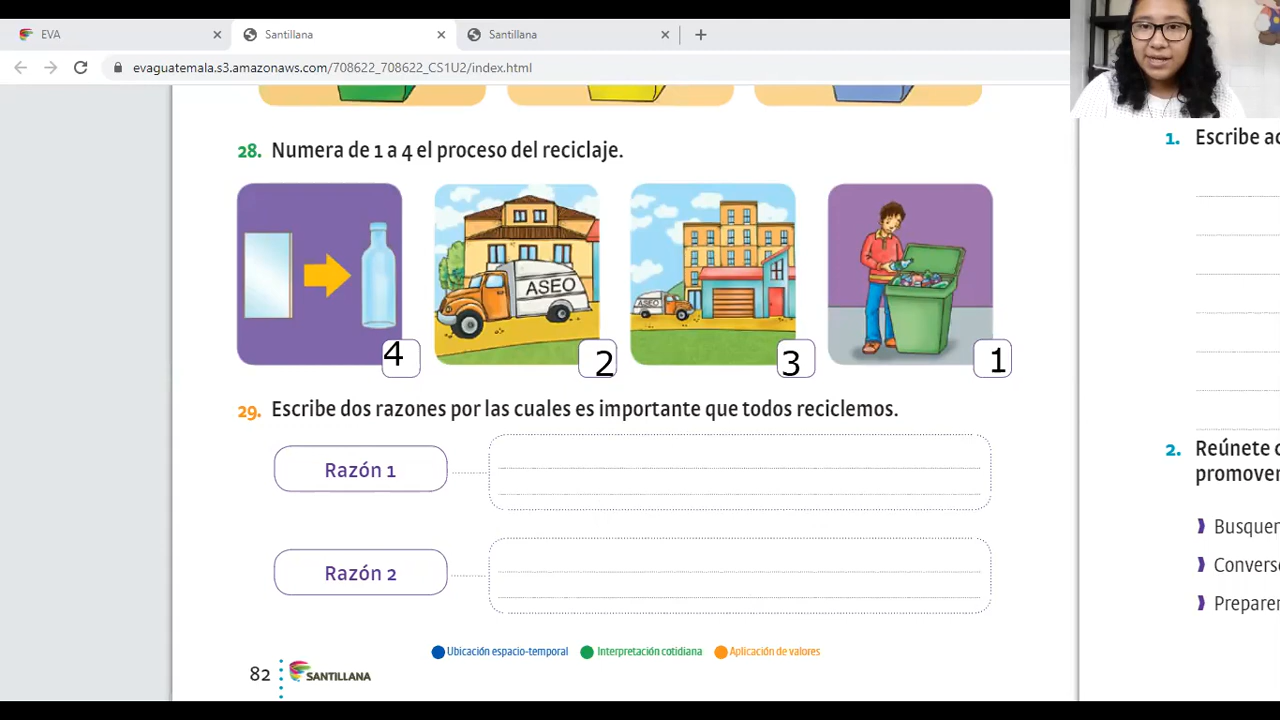 EVA
Santillana
Santillana
evaguatemala.s3.amazonaws.com/708622_708622_CS1U2/index.html
28. Numera de 1 a 4 el proceso del reciclaje.
ASEO
ASEO
4
2
3
1
29. Escribe dos razones por las cuales es importante que todos reciclemos.
Razón 1
Razón 2
Ubicación espacio-temporal Interpretación cotidiana Aplicación de valores
82 SANTILLANA
1. Escribe
2. Reúnete
promover
Busquen
Preparen